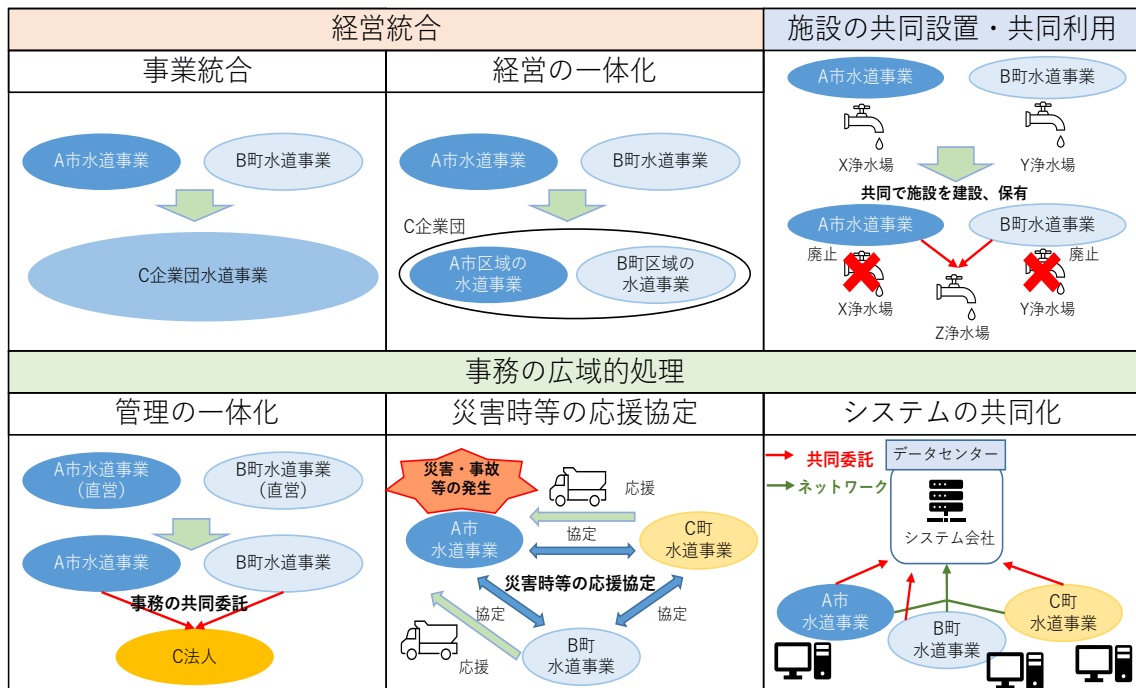 経営統合
施設の共同設置・共同利用
事業統合
経営の一体化
A市水道事業
B町水道事業
C企業団水道事業
A市水道事業
B町水道事業
C企業団
A市区域の
水道事業
B町区域の
水道事業
A市水道事業
B町水道事業
X浄水場
Y浄水場
共同で施設を建設、保有
A市水道事業
B町水道事業
廃止
廃止
X浄水場
Z浄水場
Y浄水場
事務の広域的処理
管理の一体化
災害時等の応援協定
システムの共同化
A市水道事業
(直営)
B町水道事業
(直営)
A市水道事業
B町水道事業
事務の共同委託
C法人
災害・事故
等の発生
応援
A市
水道事業
協定
C町
水道事業
災害時等の応援協定
協定
協定
応援
B町
水道事業
共同委託
ネットワーク
データセンター
システム会社
A市
水道事業
B町
水道事業
C町
水道事業